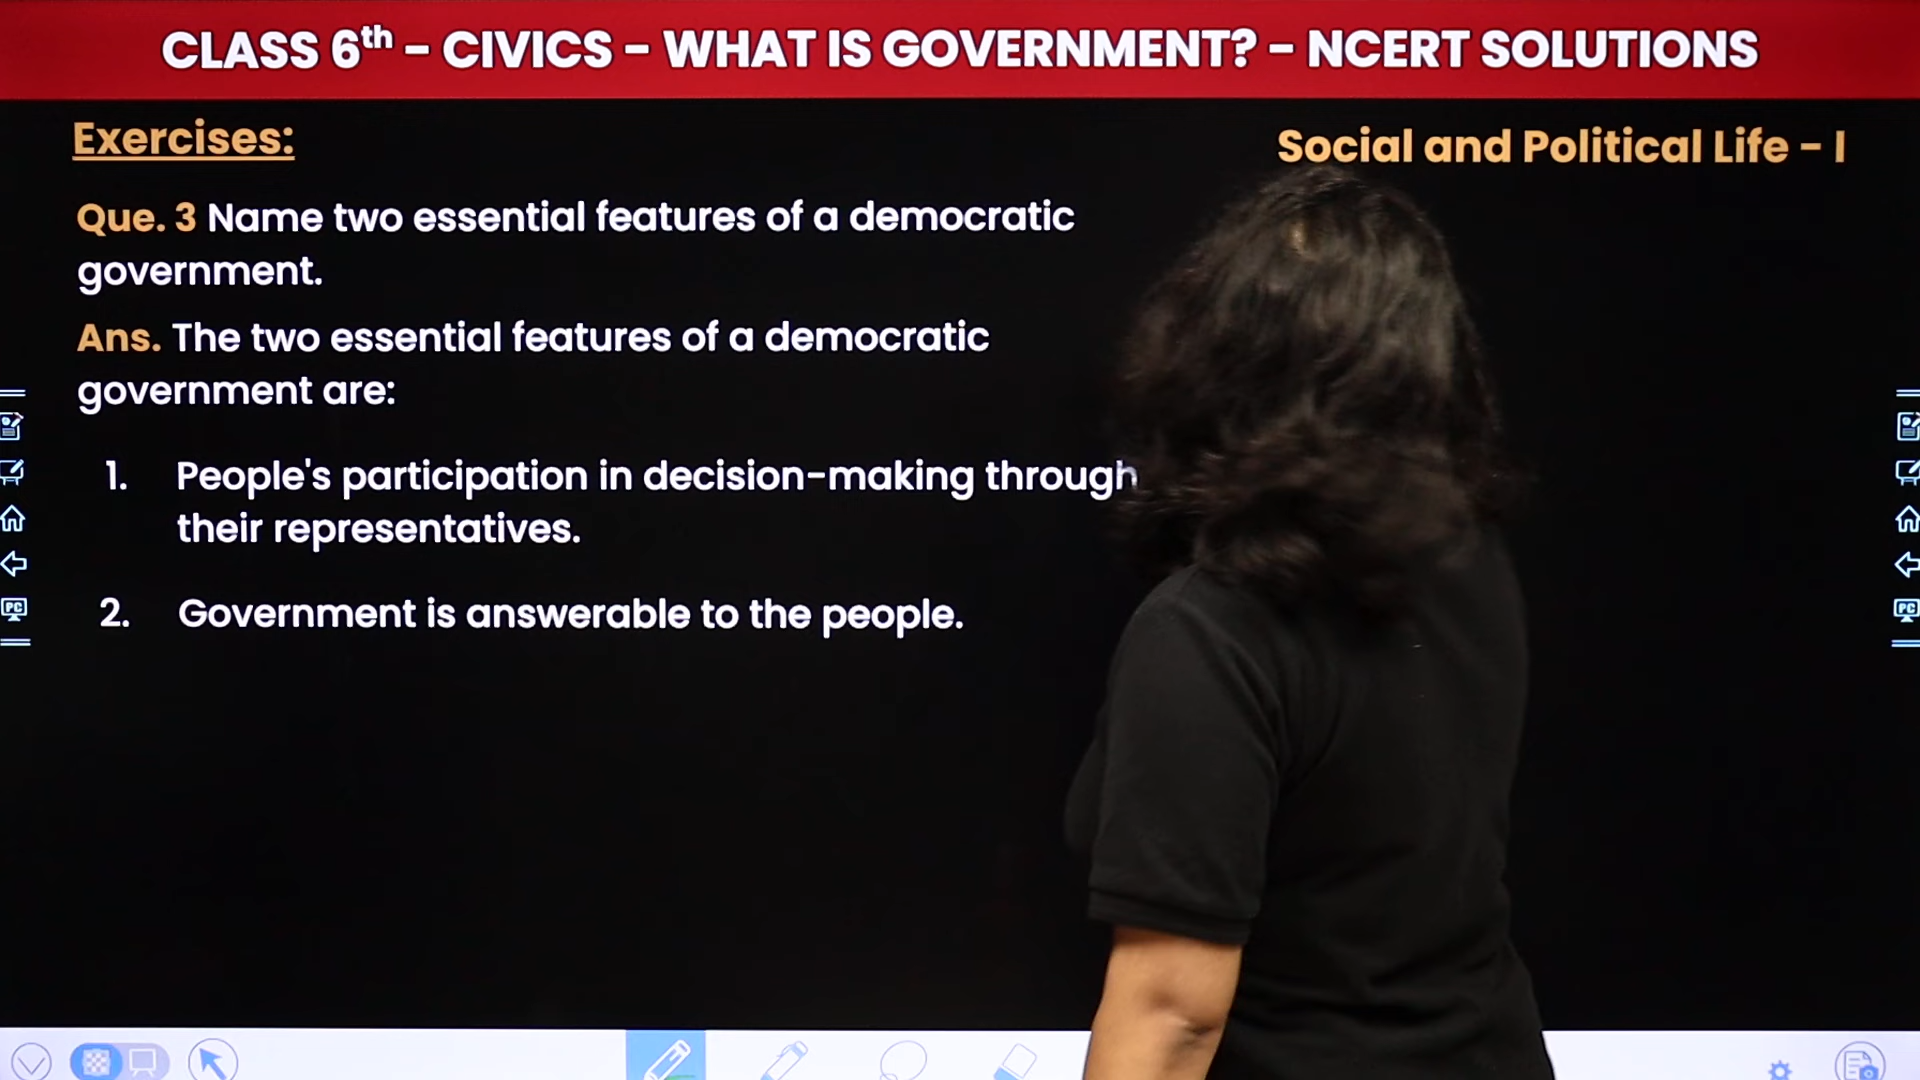 CLASS 6th - CIVICS - WHAT IS GOVERNMENT? - NCERT SOLUTIONS
Exercises:
Social and Political Life - I
Que. 3 Name two essential features of a democratic
government.
Ans. The two essential features of a democratic
government are:
1. People's participation in decision-making through
their representatives.
2. Government is answerable to the people.
PC
PC